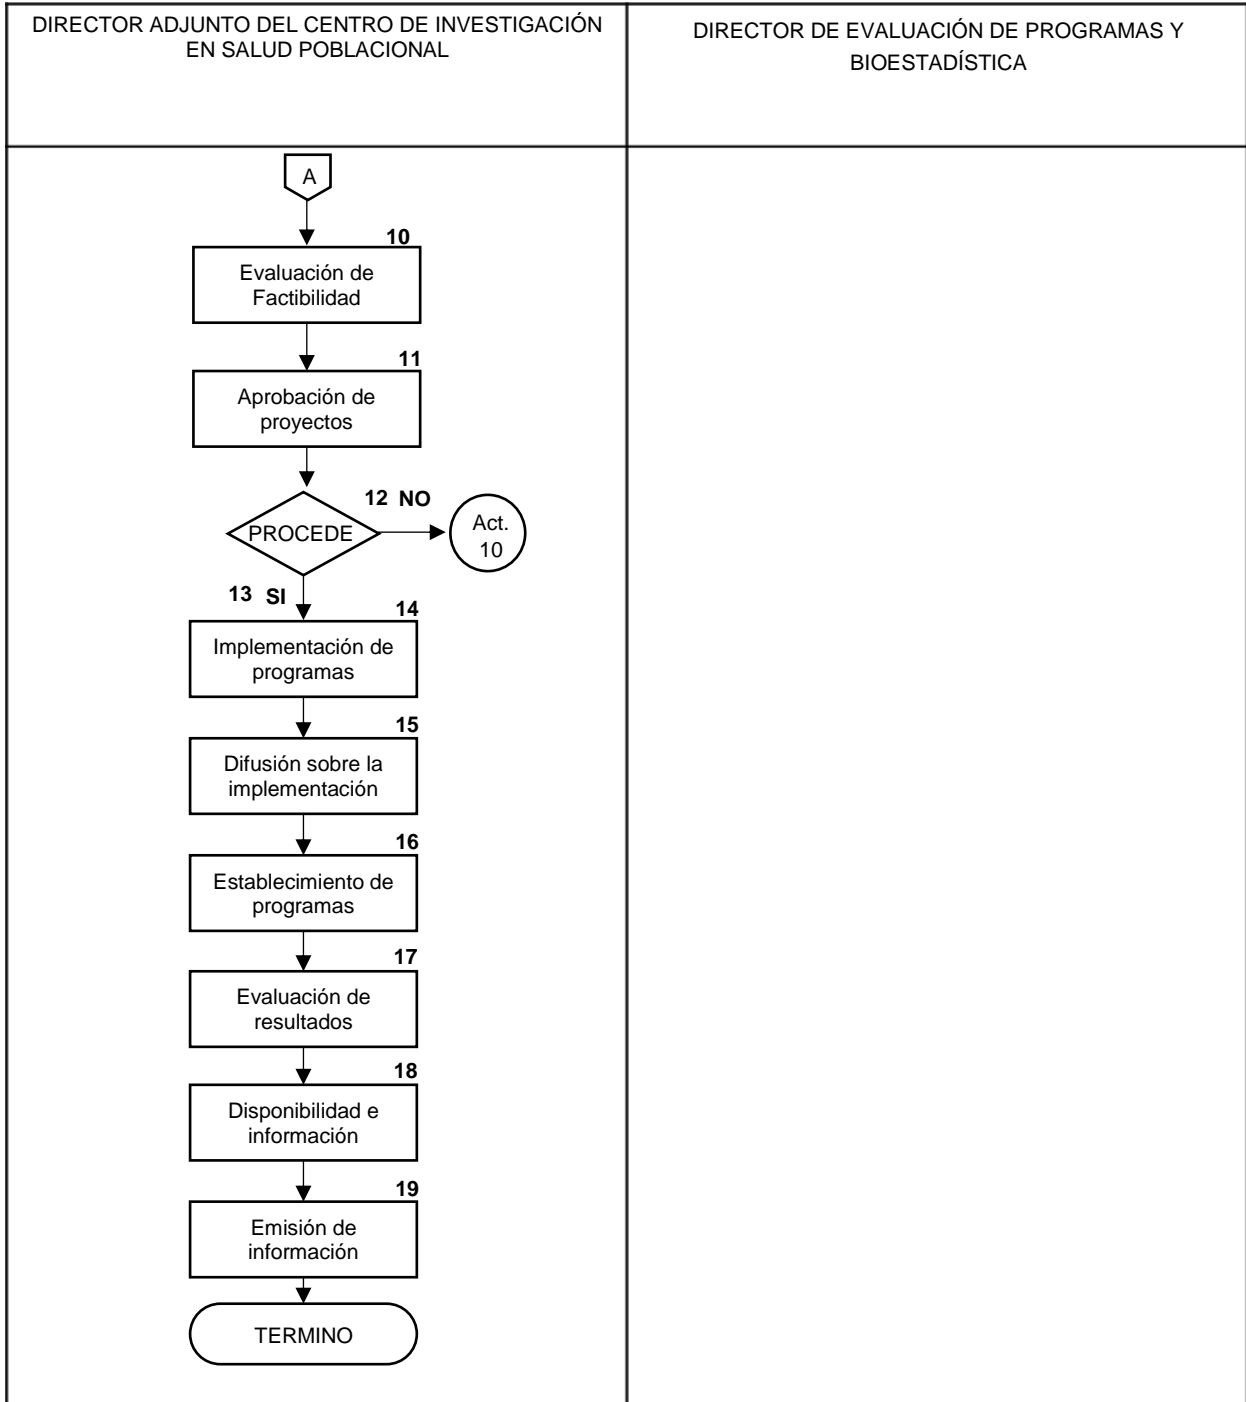 DIRECTOR ADJUNTO DEL CENTRO DE INVESTIGACIÓN
EN SALUD POBLACIONAL
DIRECTOR DE EVALUACIÓN DE PROGRAMAS Y
BIOESTADÍSTICA
A
10
Evaluación de
Factibilidad
11
Aprobación de
proyectos
12 NO
PROCEDE
Act.
10
13 SI
14
Implementación de
programas
15
Difusión sobre la
implementación
16
Establecimiento de
programas
17
Evaluación de
resultados
18
Disponibilidad e
información
19
Emisión de
información
TERMINO